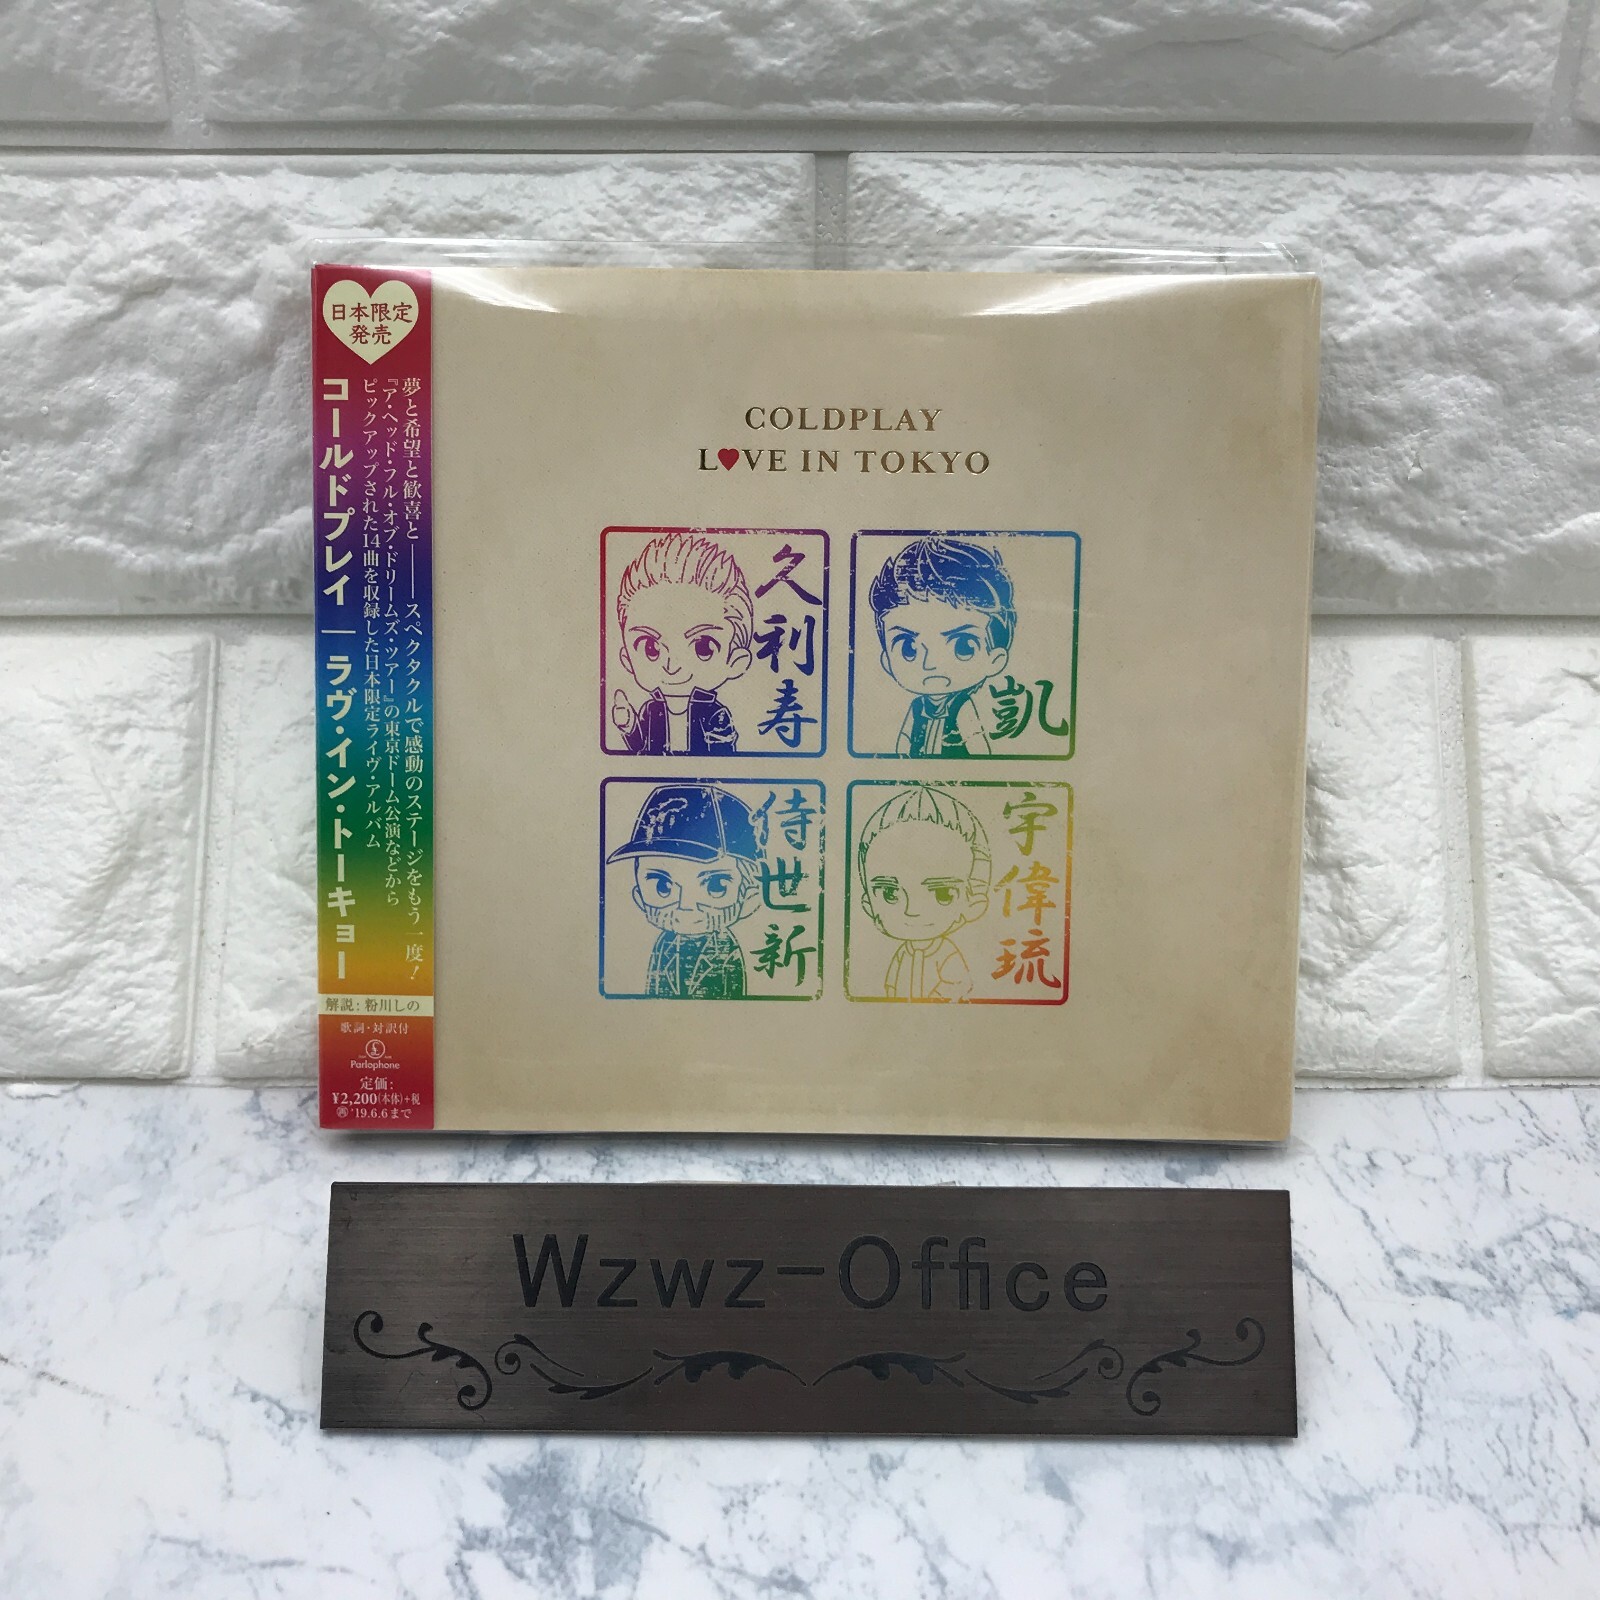 日本限定
発売
コールドプレイ｜ラヴ・イン・トーキョー
夢と希望と歓喜と――スペクタクルで感動のステージをもう一度！
『ア・ヘッド・フル・オブ・ドリームズ・ツアー』の東京ドーム公演などから
ピックアップされた14曲を収録した日本限定ライヴ・アルバム
解説：粉川しの
歌詞・対訳付
Parlophone
定価：
¥2,200(本体)+税
'19.6.6まで
COLDPLAY
L♥VE IN TOKYO
久利寿
凱
侍世新
宇偉琉
Wzwz-Office